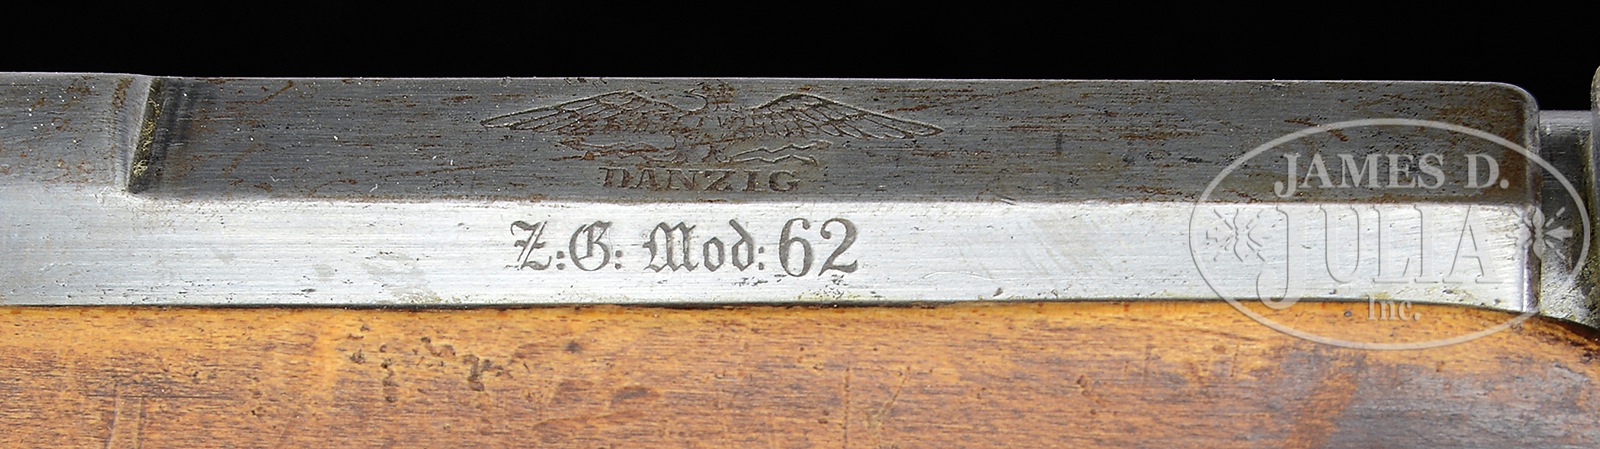 DANZIG
Z:G: Mod: 62
JAMES D.
JULIA
Inc.